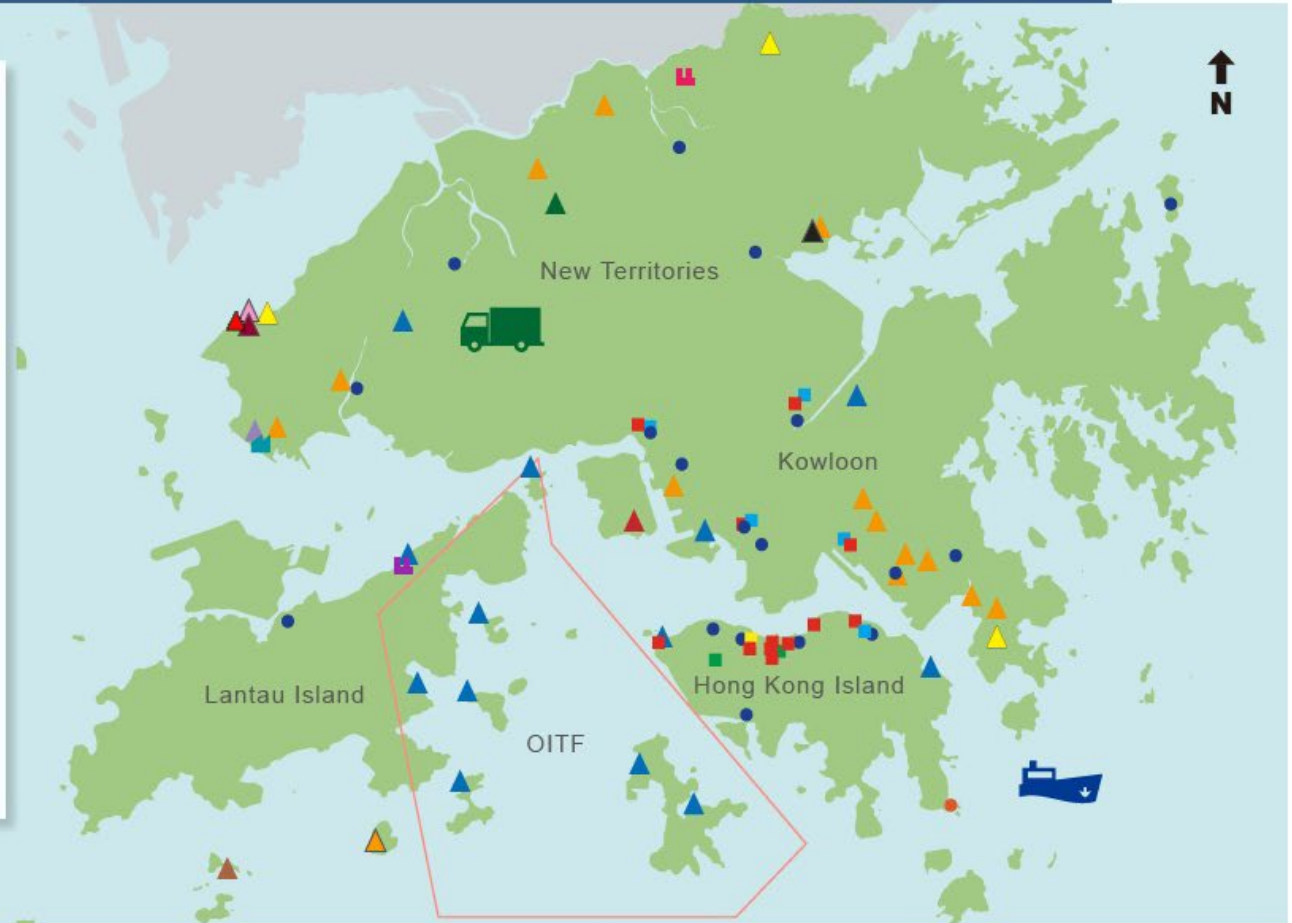 N
New Territories
Kowloon
Lantau Island
Hong Kong Island
OITF